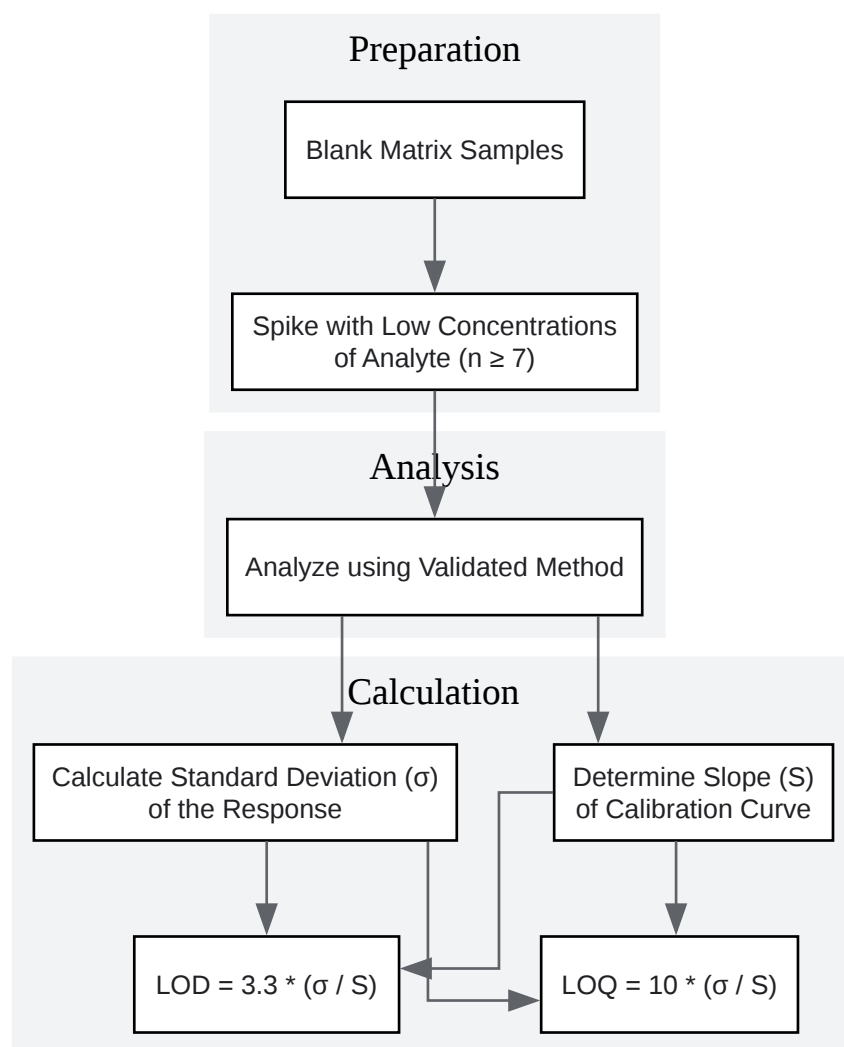 Preparation
Blank Matrix Samples
Spike with Low Concentrations
of Analyte (n ≥ 7)
Analysis
Analyze using Validated Method
Calculation
Calculate Standard Deviation (σ)
of the Response
Determine Slope (S)
of Calibration Curve
LOD = 3.3 * (σ / S)
LOQ = 10 * (σ / S)